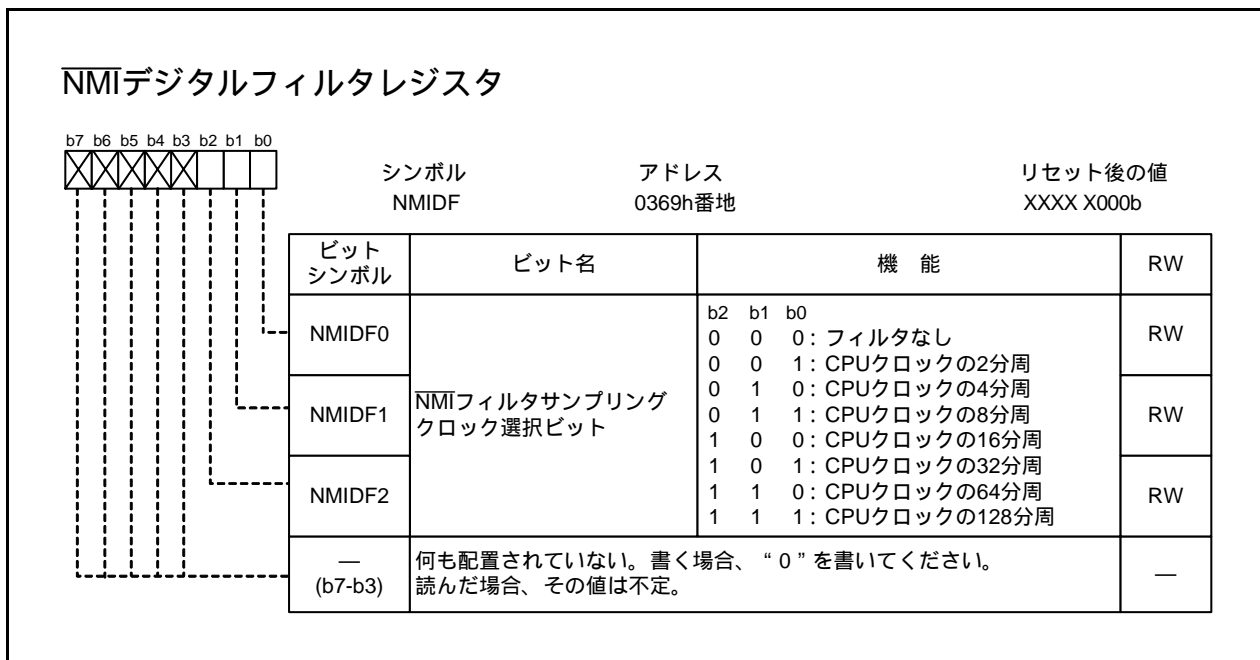 NMIデジタルフィルタレジスタ
b7 b6 b5 b4 b3 b2 b1 b0
シンボル アドレス リセット後の値
NMIDF 0369h番地 XXXX X000b
ビット
シンボル
ビット名
機 能
RW
NMIDF0
NMIDF1
NMIDF2
NMIフィルタサンプリング
クロック選択ビット
b2 b1 b0
0 0 0 : フィルタなし
0 0 1 : CPUクロックの2分周
0 1 0 : CPUクロックの4分周
0 1 1 : CPUクロックの8分周
1 0 0 : CPUクロックの16分周
1 0 1 : CPUクロックの32分周
1 1 0 : CPUクロックの64分周
1 1 1 : CPUクロックの128分周
RW
RW
RW
—
(b7-b3)
何も配置されていない。書く場合、“0”を書いてください。
読んだ場合、その値は不定。
—